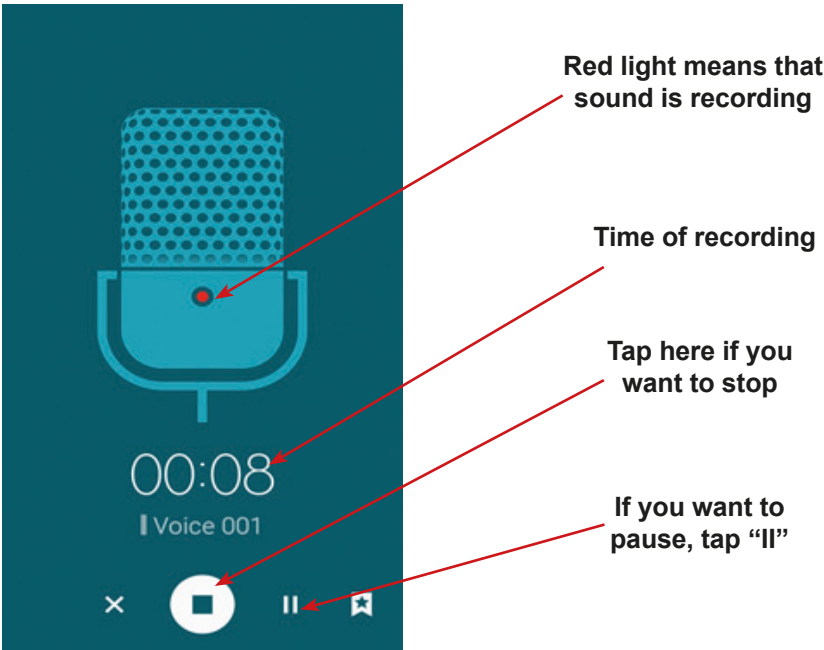 Red light means that
sound is recording
Time of recording
Tap here if you
want to stop
00:08
Voice 001
If you want to
pause, tap “II”